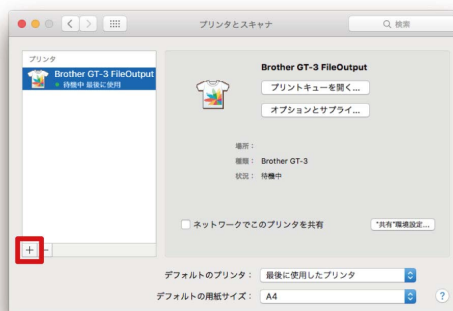 プリンタとスキャナ
検索
プリンタ
Brother GT-3 FileOutput
待機中 最後に使用
Brother GT-3 FileOutput
プリントキューを開く...
オプションとサプライ...
場所：
種類： Brother GT-3
状況： 待機中
ネットワークでこのプリンタを共有
"共有"環境設定...
+ −
デフォルトのプリンタ： 最後に使用したプリンタ
デフォルトの用紙サイズ： A4
?